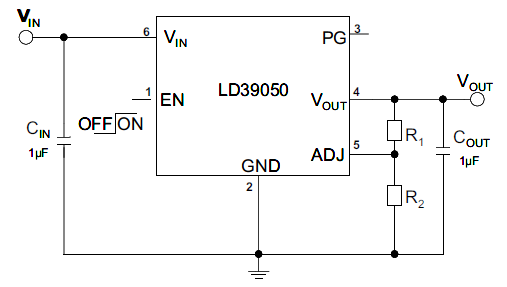 VIN
6
VIN
PG
3
1
EN
LD39050
VOUT
4
VOUT
OFF ON
CIN
1µF
ADJ
5
R1
COUT
1µF
GND
2
R2